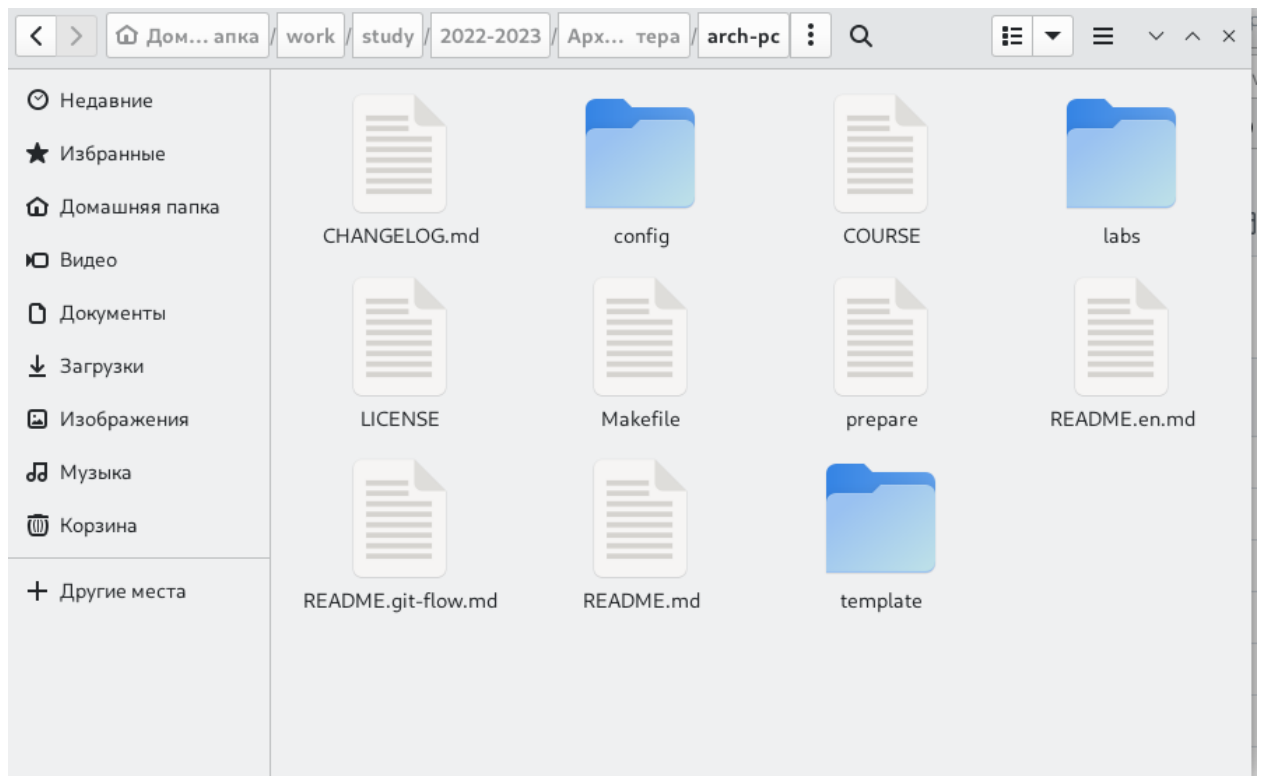 Дом... апка / work / study / 2022-2023 / Арх... тера / arch-pc
Недавние
Избранные
Домашняя папка
Видео
Документы
Загрузки
Изображения
Музыка
Корзина
Другие места
CHANGELOG.md config COURSE labs
LICENSE Makefile prepare README.en.md
README.git-flow.md README.md template